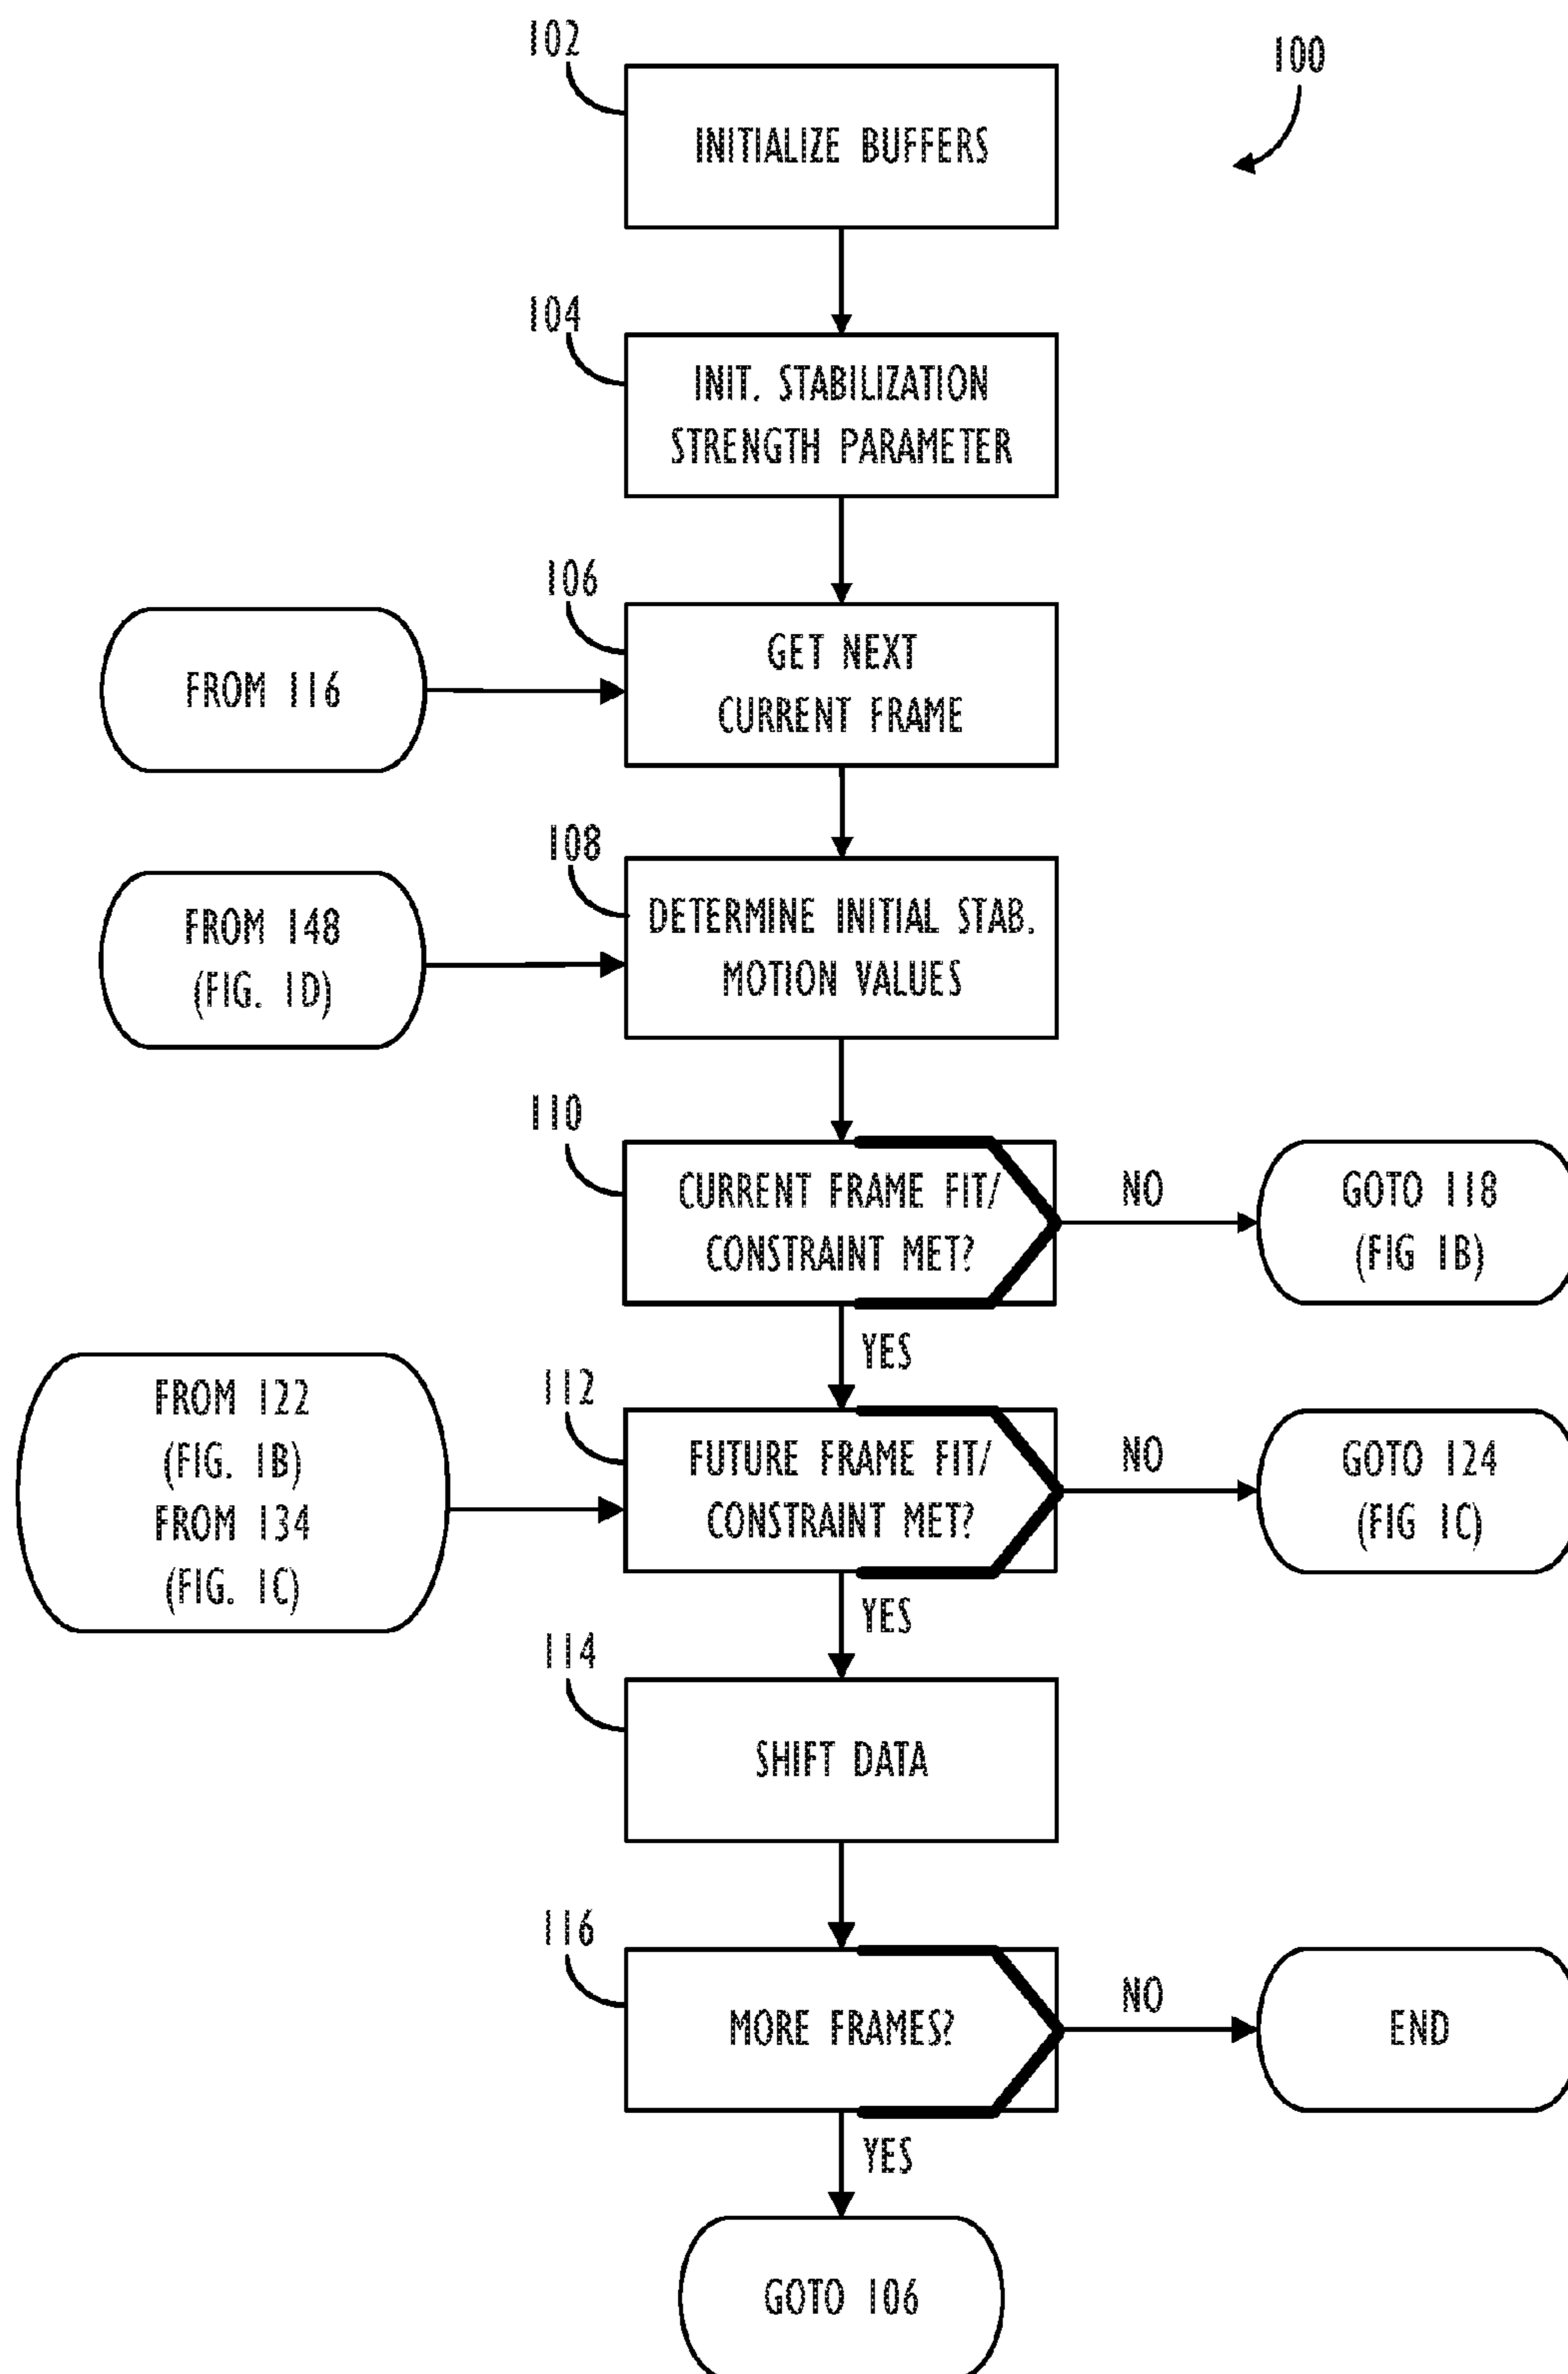 102
100
INITIALIZE BUFFERS
104
INIT. STABILIZATION
STRENGTH PARAMETER
106
FROM 116
GET NEXT
CURRENT FRAME
108
FROM 148
(FIG. 1D)
DETERMINE INITIAL STAB.
MOTION VALUES
110
CURRENT FRAME FIT/
CONSTRAINT MET?
NO
GOTO 118
(FIG 1B)
YES
FROM 122
(FIG. 1B)
FROM 134
(FIG. 1C)
112
FUTURE FRAME FIT/
CONSTRAINT MET?
NO
GOTO 124
(FIG 1C)
YES
114
SHIFT DATA
116
MORE FRAMES?
NO
END
YES
GOTO 106